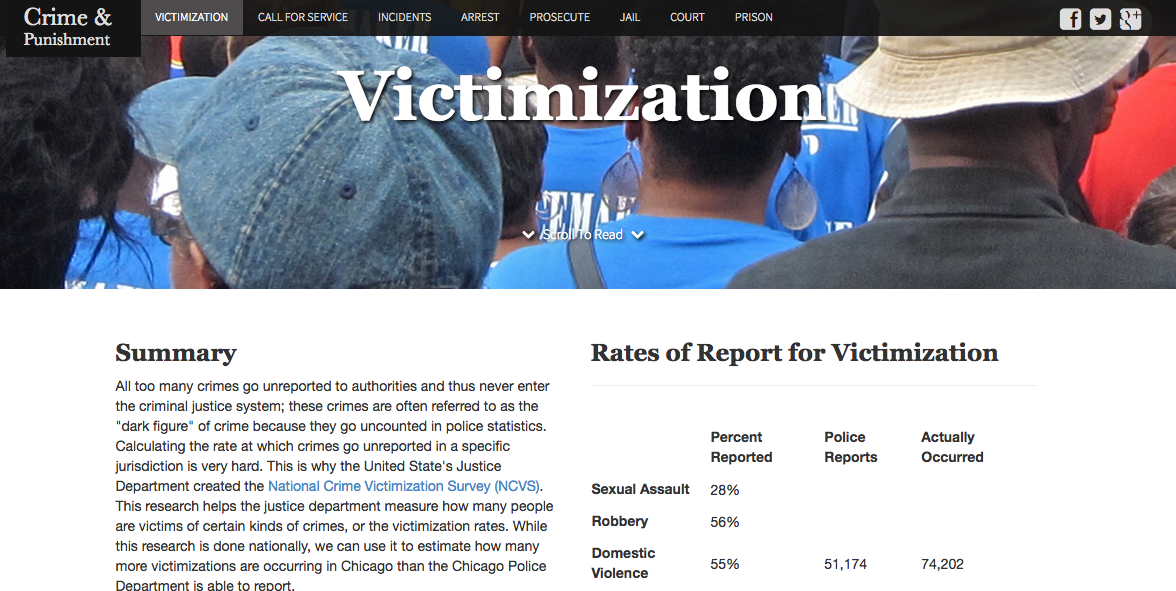 Crime &
Punishment
VICTIMIZATION CALL FOR SERVICE INCIDENTS ARREST PROSECUTE JAIL COURT PRISON
Victimization
Scroll To Read
Summary
All too many crimes go unreported to authorities and thus never enter
the criminal justice system; these crimes are often referred to as the
"dark figure" of crime because they go uncounted in police statistics.
Calculating the rate at which crimes go unreported in a specific
jurisdiction is very hard. This is why the United State's Justice
Department created the National Crime Victimization Survey (NCVS).
This research helps the justice department measure how many people
are victims of certain kinds of crimes, or the victimization rates. While
this research is done nationally, we can use it to estimate how many
more victimizations are occurring in Chicago than the Chicago Police
Department is able to report.
Rates of Report for Victimization
Percent Police Actually
Reported Reports Occurred
Sexual Assault 28%
Robbery 56%
Domestic
Violence 55% 51,174 74,202